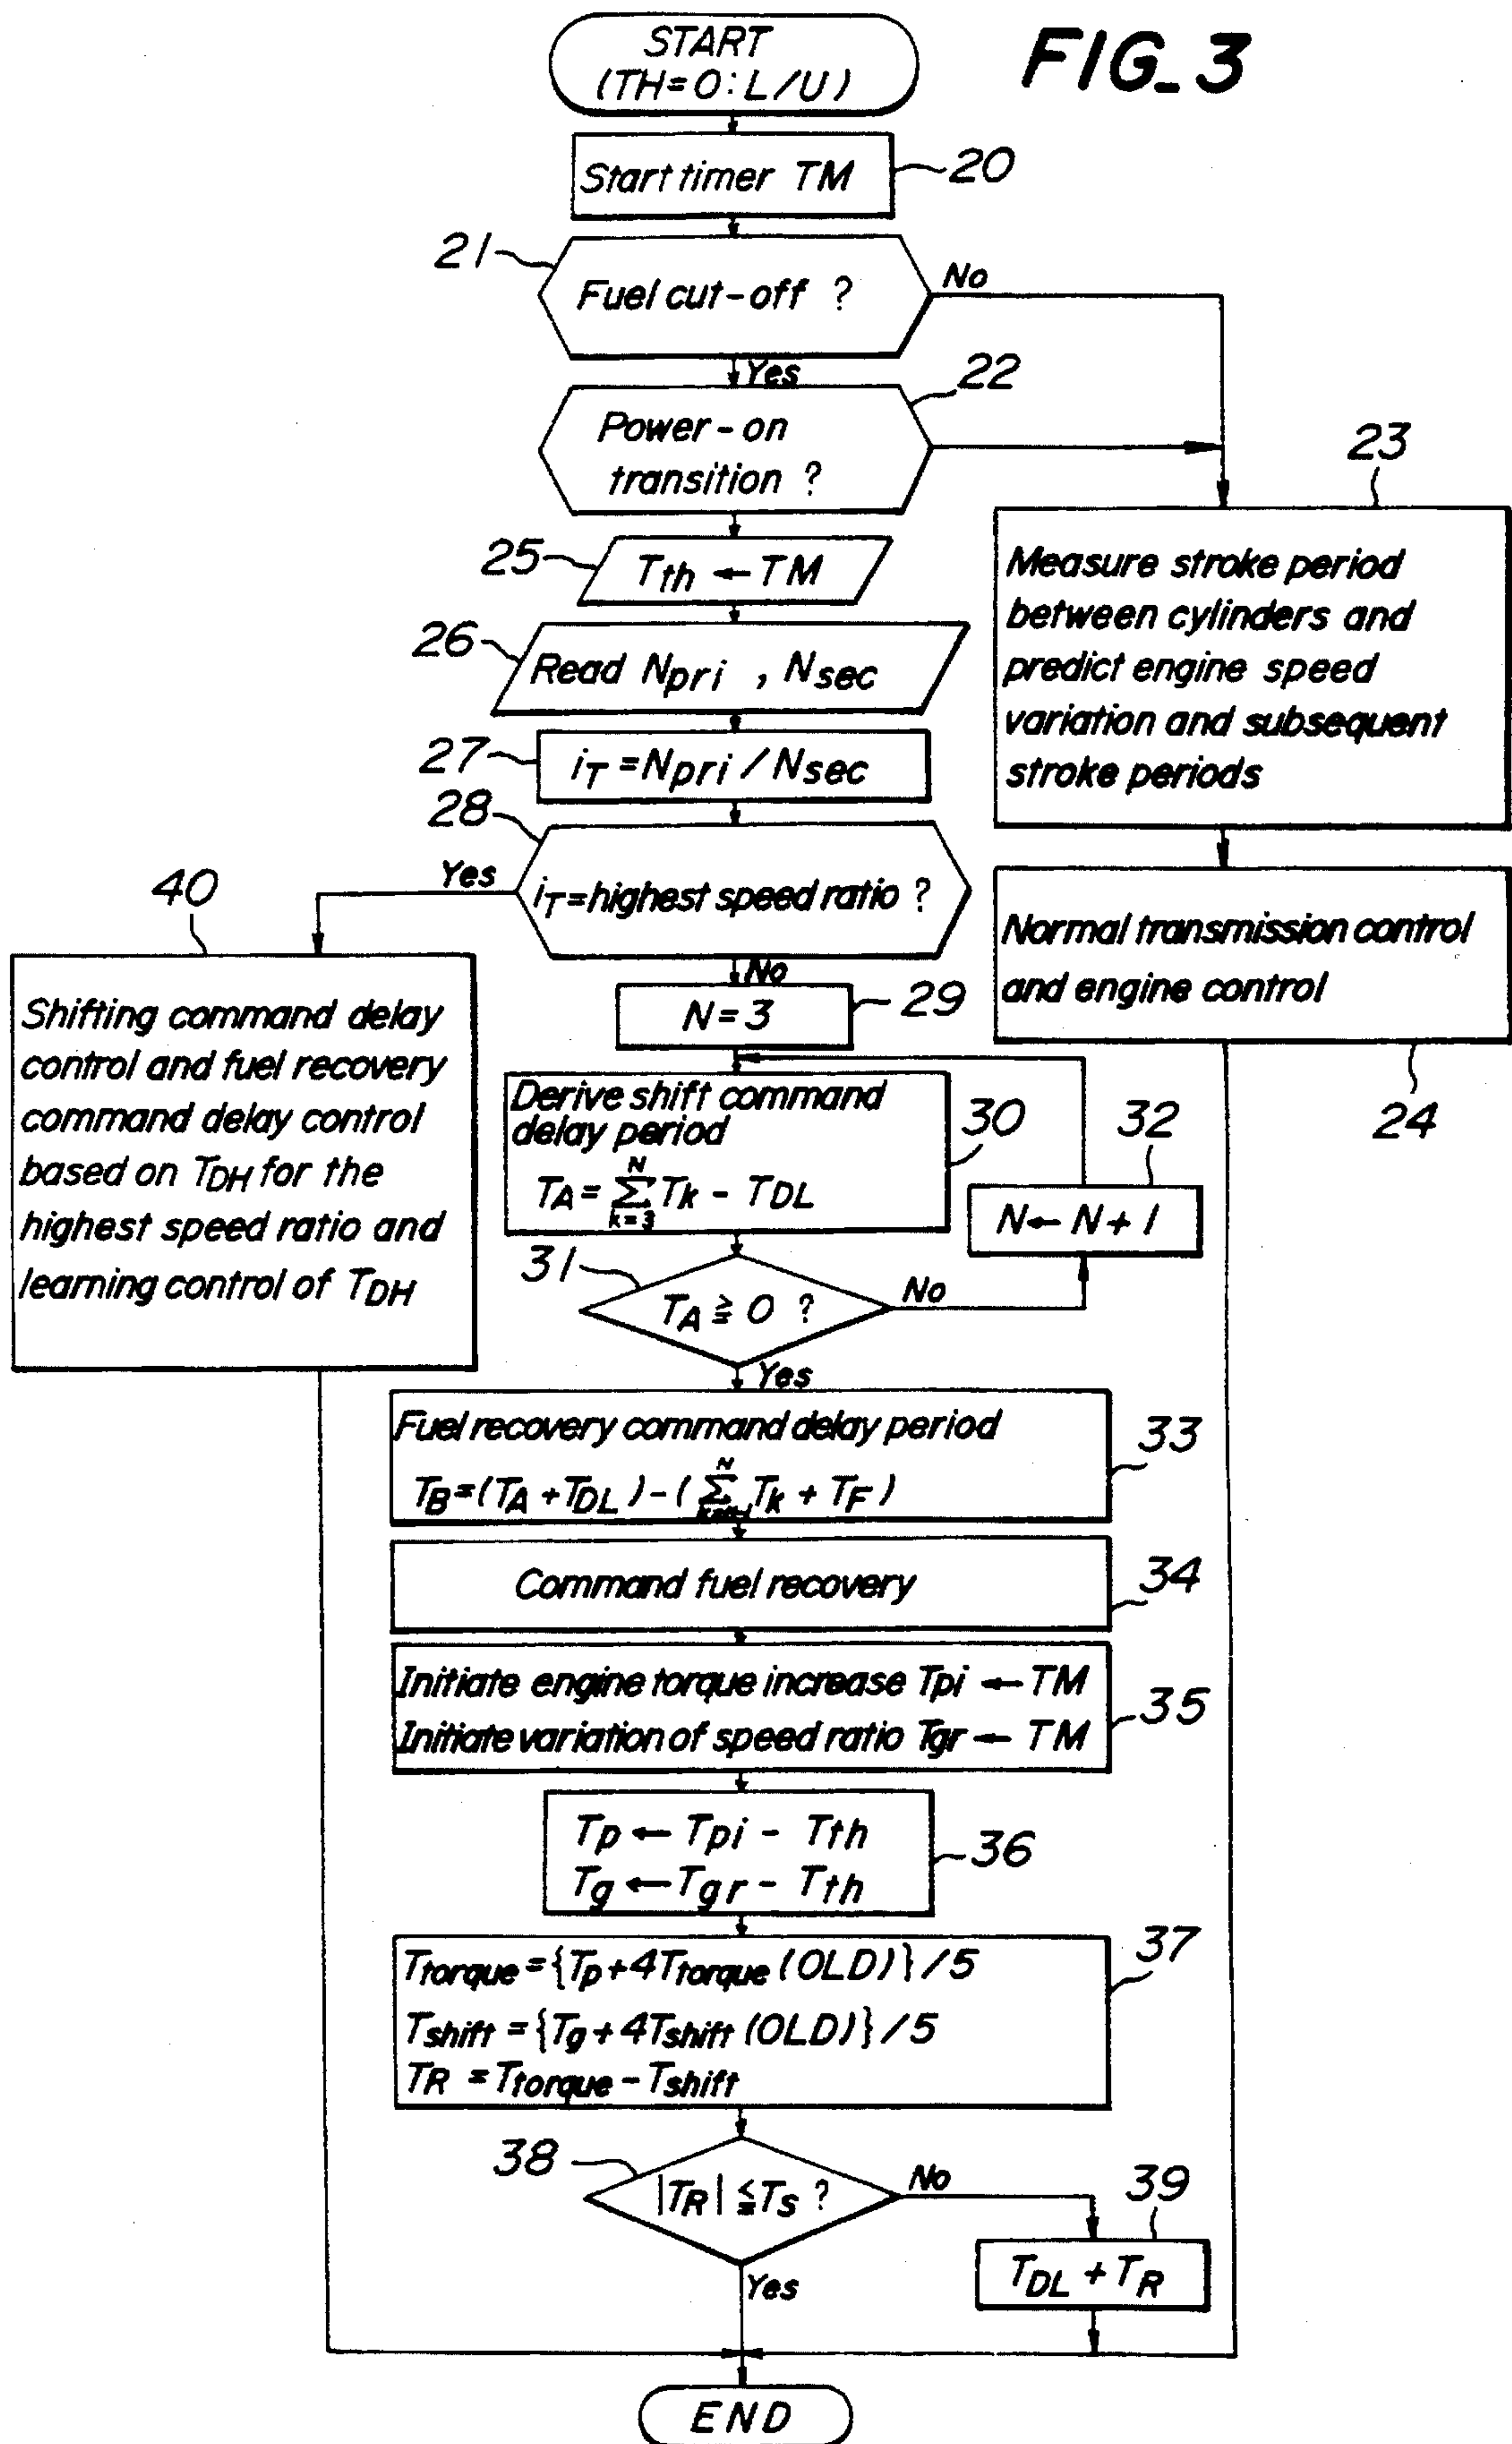 FIG_3
START
(TH=0:L/U)
Start timer TM
20
21
Fuel cut-off ?
No
Yes
22
Power-on
transition ?
23
Measure stroke period
between cylinders and
predict engine speed
variation and subsequent
stroke periods
25
Tth ← TM
26
Read Npri , Nsec
27
iT = Npri / Nsec
28
iT = highest speed ratio ?
Yes
No
40
Shifting command delay
control and fuel recovery
command delay control
based on TDH for the
highest speed ratio and
learning control of TDH
Normal transmission control
and engine control
24
N = 3
29
Derive shift command
delay period
TA = Σ(k=3 to N) Tk - TDL
30
32
N ← N + 1
31
TA ≧ 0 ?
No
Yes
Fuel recovery command delay period
33
TB = (TA + TDL) - (Σ Tk + TF)
Command fuel recovery
34
Initiate engine torque increase Tpi ← TM
Initiate variation of speed ratio Tgr ← TM
35
Tp ← Tpi - Tth
Tg ← Tgr - Tth
36
Ttorque = {Tp + 4Ttorque (OLD)} / 5
Tshift = {Tg + 4Tshift (OLD)} / 5
TR = Ttorque - Tshift
37
38
|TR| ≦ TS ?
No
Yes
39
TDL + TR
END